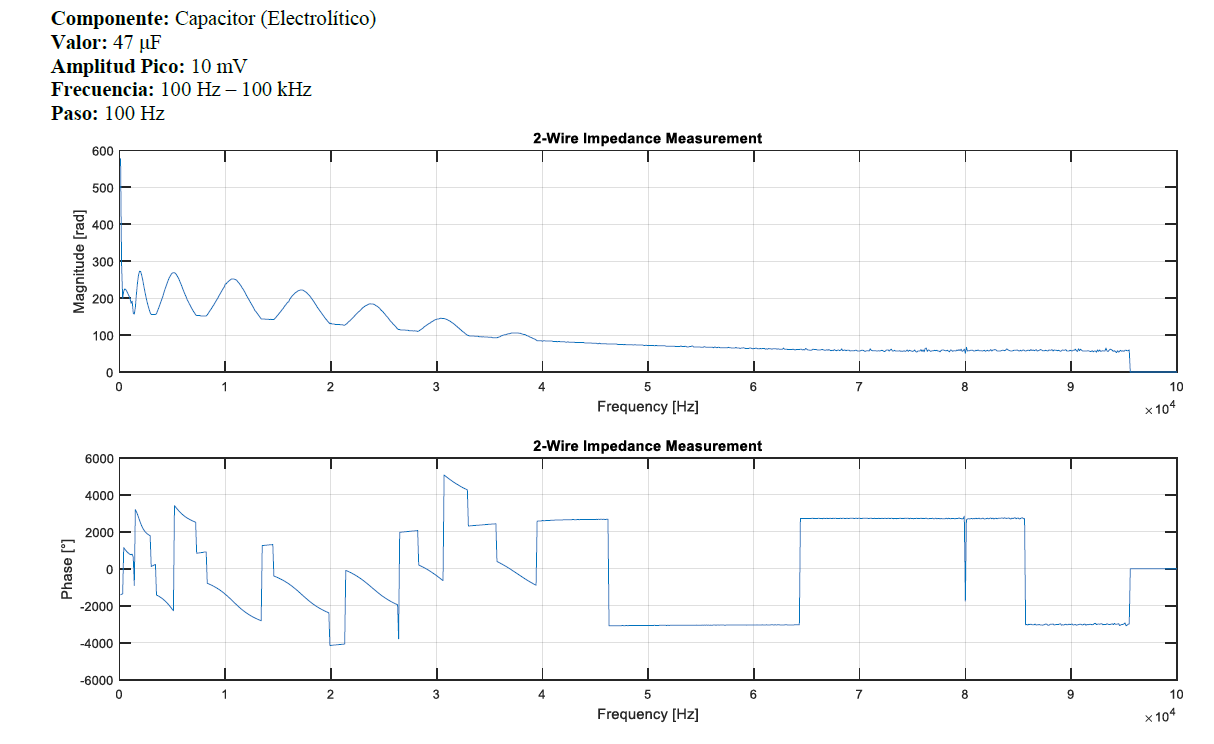 Componente: Capacitor (Electrolítico)
Valor: 47 µF
Amplitud Pico: 10 mV
Frecuencia: 100 Hz – 100 kHz
Paso: 100 Hz
2-Wire Impedance Measurement
600
500
400
300
200
100
0
Magnitude [rad]
0 1 2 3 4 5 6 7 8 9 10
Frequency [Hz]
×10⁴
2-Wire Impedance Measurement
6000
4000
2000
0
-2000
-4000
-6000
Phase [°]
0 1 2 3 4 5 6 7 8 9 10
Frequency [Hz]
×10⁴